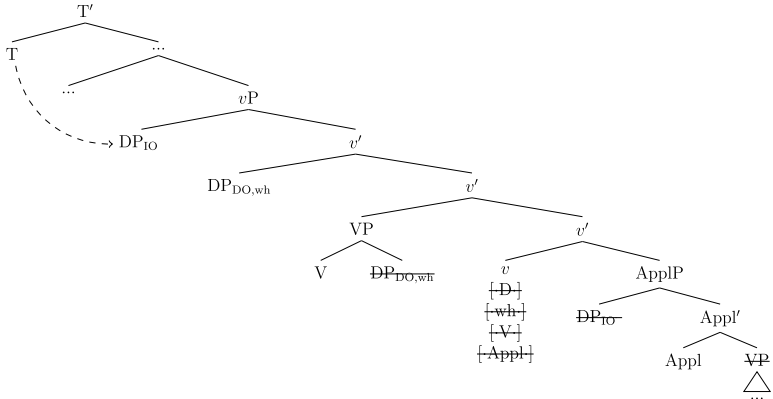 T′
T ...
...
vP
DP_IO v′
DP_DO,wh v′
VP v′
V DP_DO,wh v ApplP
[·D·]
[·wh·] DP_IO Appl′
[·V·]
[·Appl·] Appl VP
...